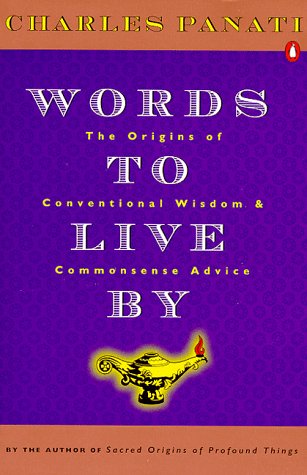 CHARLES PANATI
WORDS
The Origins of
TO
Conventional Wisdom &
LIVE
Commonsense Advice
BY
BY THE AUTHOR OF Sacred Origins of Profound Things